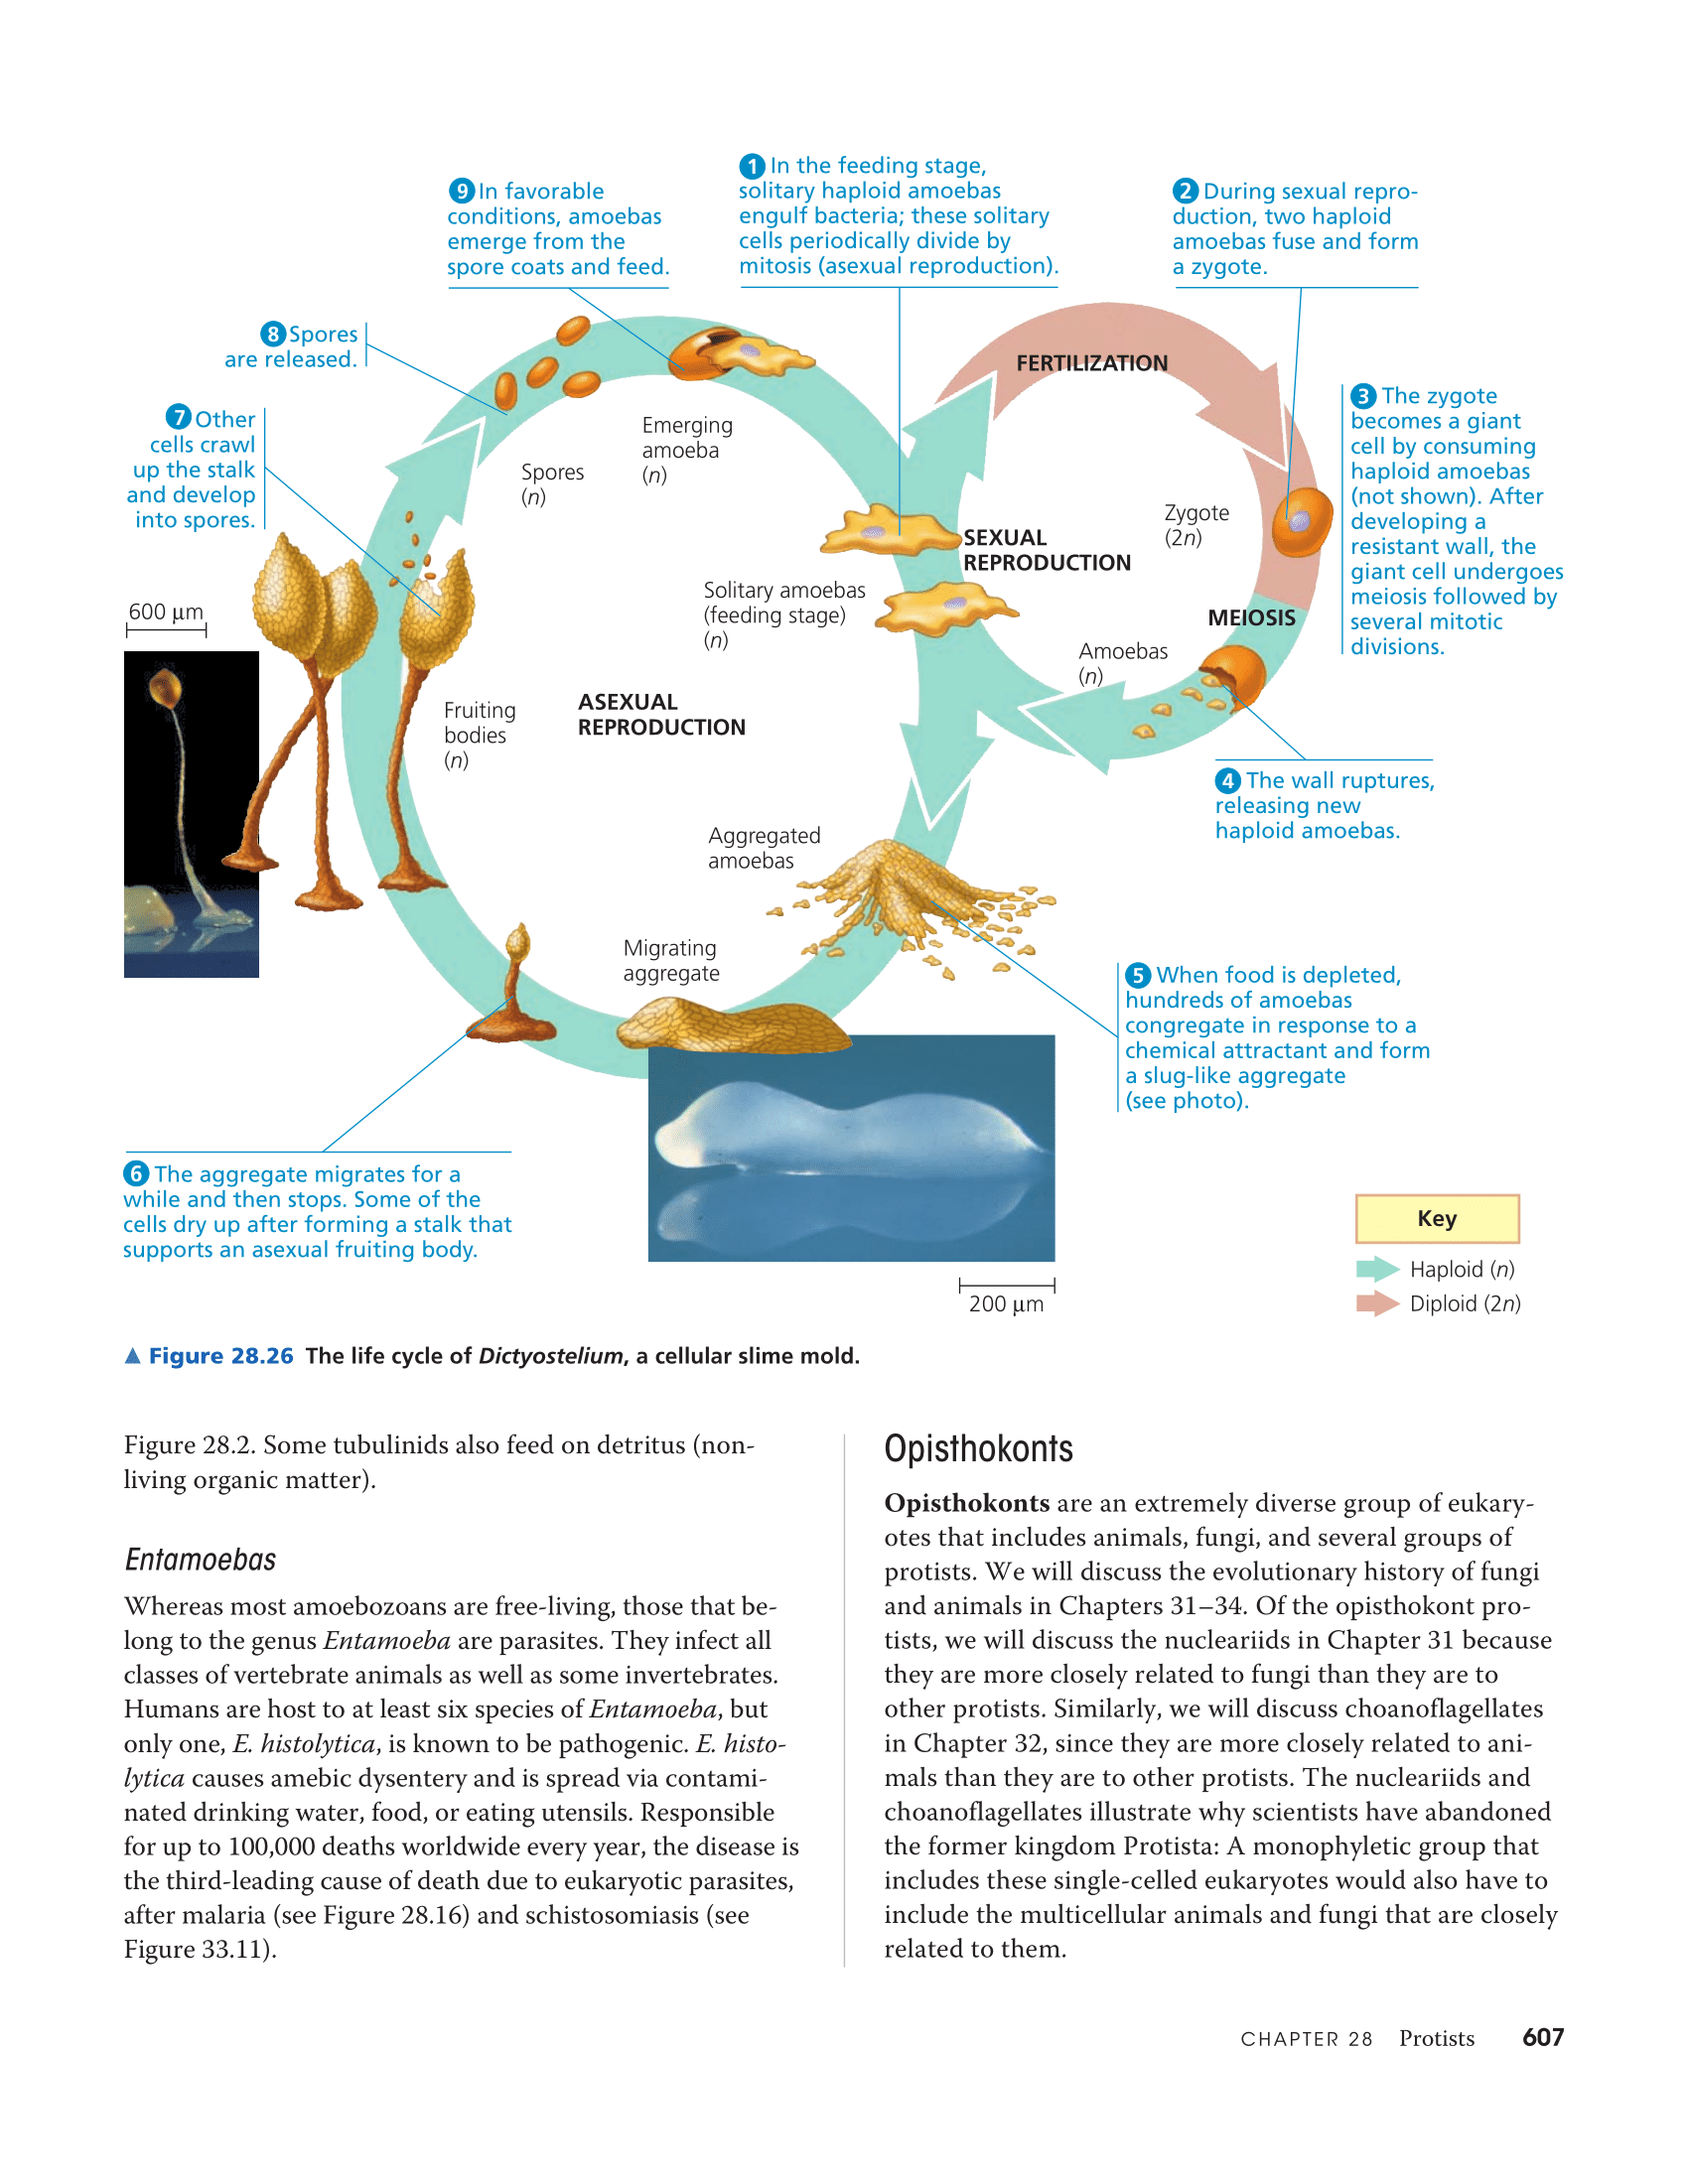 1 In the feeding stage,
solitary haploid amoebas
engulf bacteria; these solitary
cells periodically divide by
mitosis (asexual reproduction).
2 During sexual repro-
duction, two haploid
amoebas fuse and form
a zygote.
9 In favorable
conditions, amoebas
emerge from the
spore coats and feed.
8 Spores
are released.
7 Other
cells crawl
up the stalk
and develop
into spores.
FERTILIZATION
3 The zygote
becomes a giant
cell by consuming
haploid amoebas
(not shown). After
developing a
resistant wall, the
giant cell undergoes
meiosis followed by
several mitotic
divisions.
Emerging
amoeba
(n)
Spores
(n)
Zygote
(2n)
SEXUAL
REPRODUCTION
Solitary amoebas
(feeding stage)
(n)
600 µm
MEIOSIS
Amoebas
(n)
Fruiting
bodies
(n)
ASEXUAL
REPRODUCTION
4 The wall ruptures,
releasing new
haploid amoebas.
Aggregated
amoebas
Migrating
aggregate
5 When food is depleted,
hundreds of amoebas
congregate in response to a
chemical attractant and form
a slug-like aggregate
(see photo).
6 The aggregate migrates for a
while and then stops. Some of the
cells dry up after forming a stalk that
supports an asexual fruiting body.
200 µm
Key
Haploid (n)
Diploid (2n)
▲ Figure 28.26 The life cycle of Dictyostelium, a cellular slime mold.
Figure 28.2. Some tubulinids also feed on detritus (non-
living organic matter).
Entamoebas
Whereas most amoebozoans are free-living, those that be-
long to the genus Entamoeba are parasites. They infect all
classes of vertebrate animals as well as some invertebrates.
Humans are host to at least six species of Entamoeba, but
only one, E. histolytica, is known to be pathogenic. E. histo-
lytica causes amebic dysentery and is spread via contami-
nated drinking water, food, or eating utensils. Responsible
for up to 100,000 deaths worldwide every year, the disease is
the third-leading cause of death due to eukaryotic parasites,
after malaria (see Figure 28.16) and schistosomiasis (see
Figure 33.11).
Opisthokonts
Opisthokonts are an extremely diverse group of eukary-
otes that includes animals, fungi, and several groups of
protists. We will discuss the evolutionary history of fungi
and animals in Chapters 31–34. Of the opisthokont pro-
tists, we will discuss the nucleariids in Chapter 31 because
they are more closely related to fungi than they are to
other protists. Similarly, we will discuss choanoflagellates
in Chapter 32, since they are more closely related to ani-
mals than they are to other protists. The nucleariids and
choanoflagellates illustrate why scientists have abandoned
the former kingdom Protista: A monophyletic group that
includes these single-celled eukaryotes would also have to
include the multicellular animals and fungi that are closely
related to them.
CHAPTER 28 Protists 607